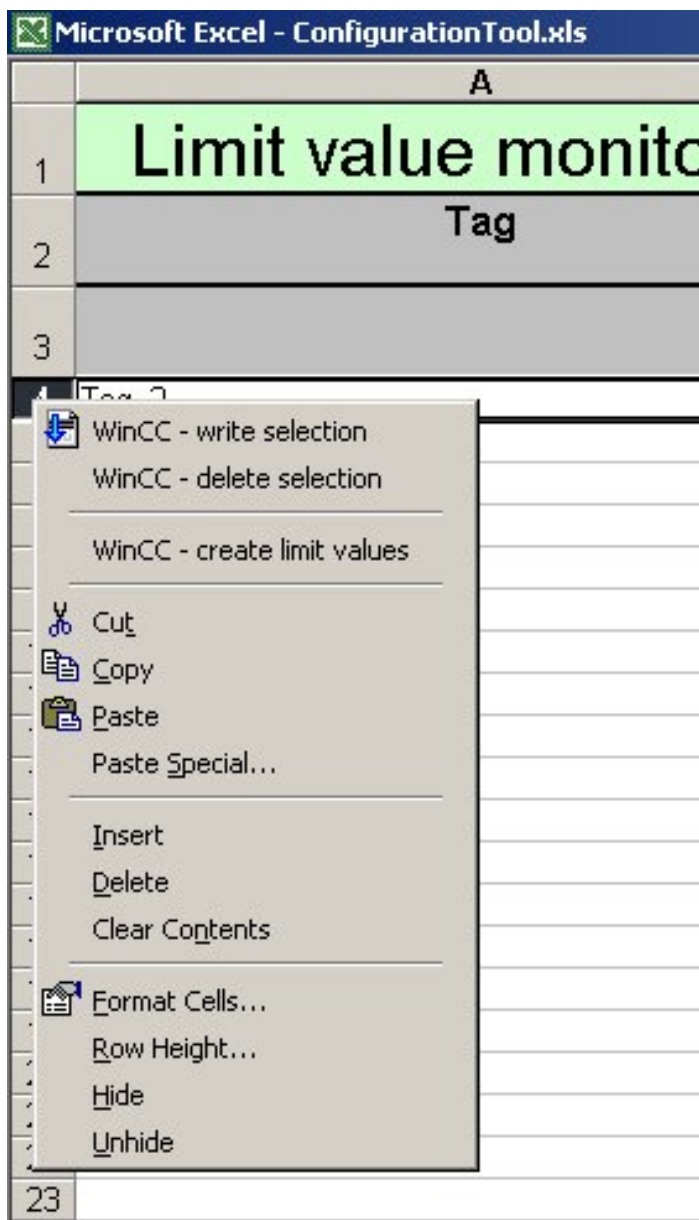 Microsoft Excel - ConfigurationTool.xls
A
1 Limit value monito
2 Tag
3
WinCC - write selection
WinCC - delete selection
WinCC - create limit values
Cut
Copy
Paste
Paste Special...
Insert
Delete
Clear Contents
Format Cells...
Row Height...
Hide
Unhide
23